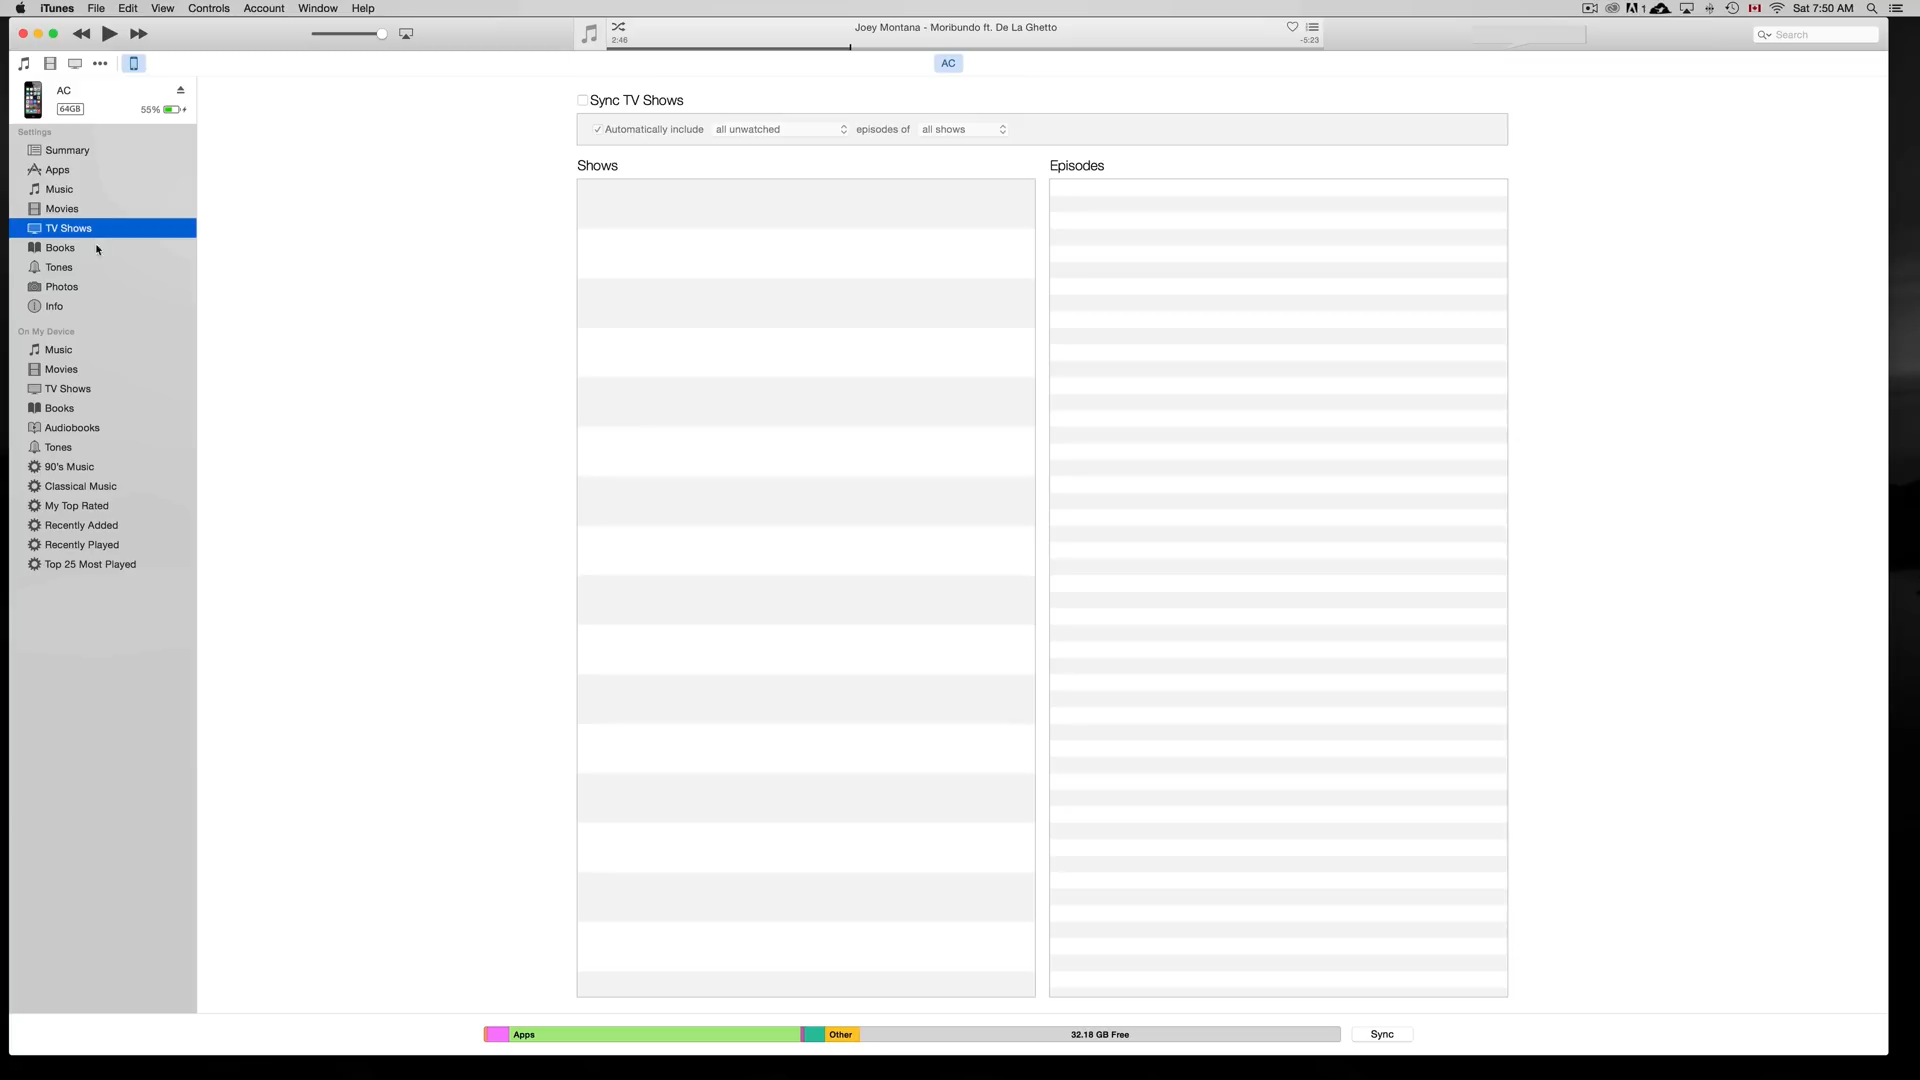 iTunes File Edit View Controls Account Window Help
1 Sat 7:50 AM
Joey Montana - Moribundo ft. De La Ghetto
2:46
-5:23
Search
AC
AC
64GB 55%
Settings
Summary
Apps
Music
Movies
TV Shows
Books
Tones
Photos
Info
On My Device
Music
Movies
TV Shows
Books
Audiobooks
Tones
90's Music
Classical Music
My Top Rated
Recently Added
Recently Played
Top 25 Most Played
Sync TV Shows
Automatically include all unwatched episodes of all shows
Shows
Episodes
Apps Other 32.18 GB Free Sync